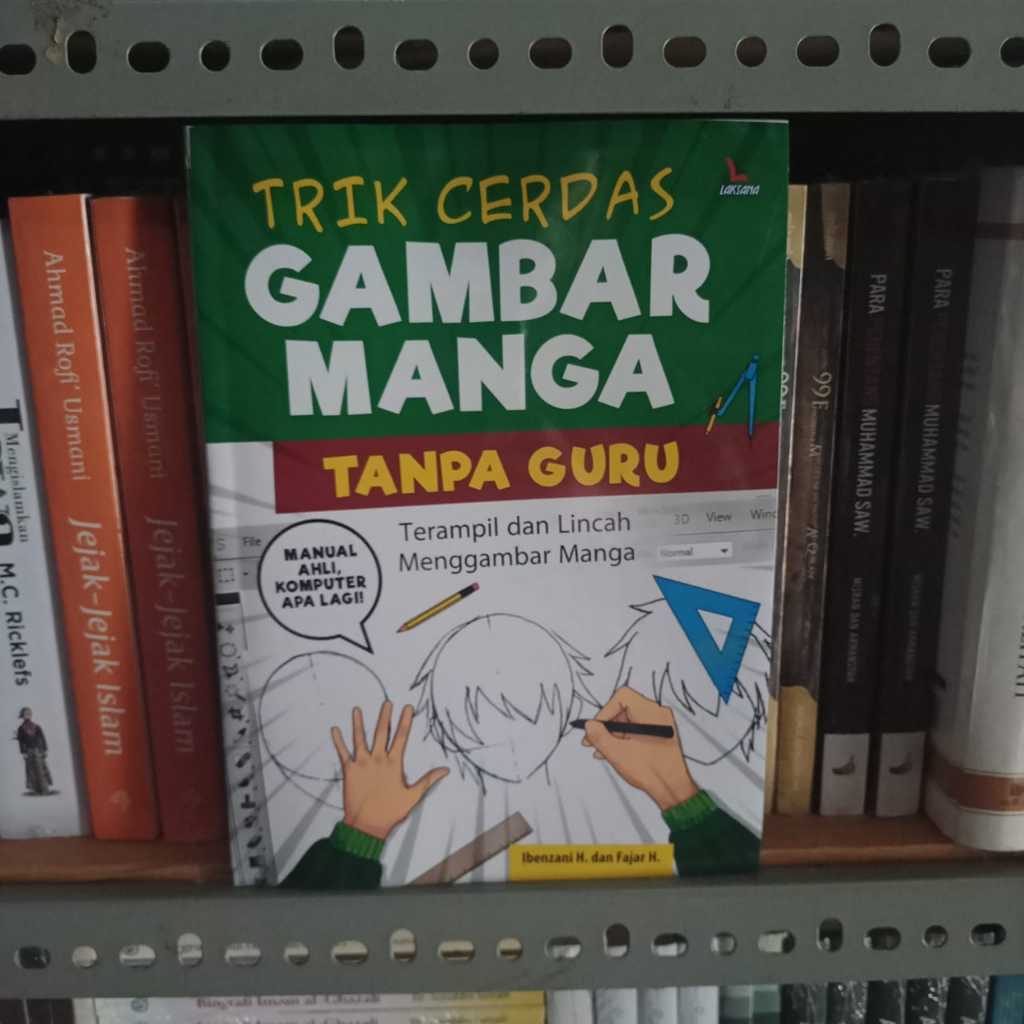 TRIK CERDAS
LAKSANA
GAMBAR
MANGA
TANPA GURU
Terampil dan Lincah
Menggambar Manga
3D View
File
Normal
MANUAL
AHLI,
KOMPUTER
APA LAGI!
Ibenzani H. dan Fajar H.
Mengislamkan
M.C. Ricklefs
Ahmad Rofi' Usmani Jejak-Jejak Islam
Ahmad Rofi' Usmani Jejak-Jejak Islam
PARA MUHAMMAD SAW.
PARA MUHAMMAD SAW.